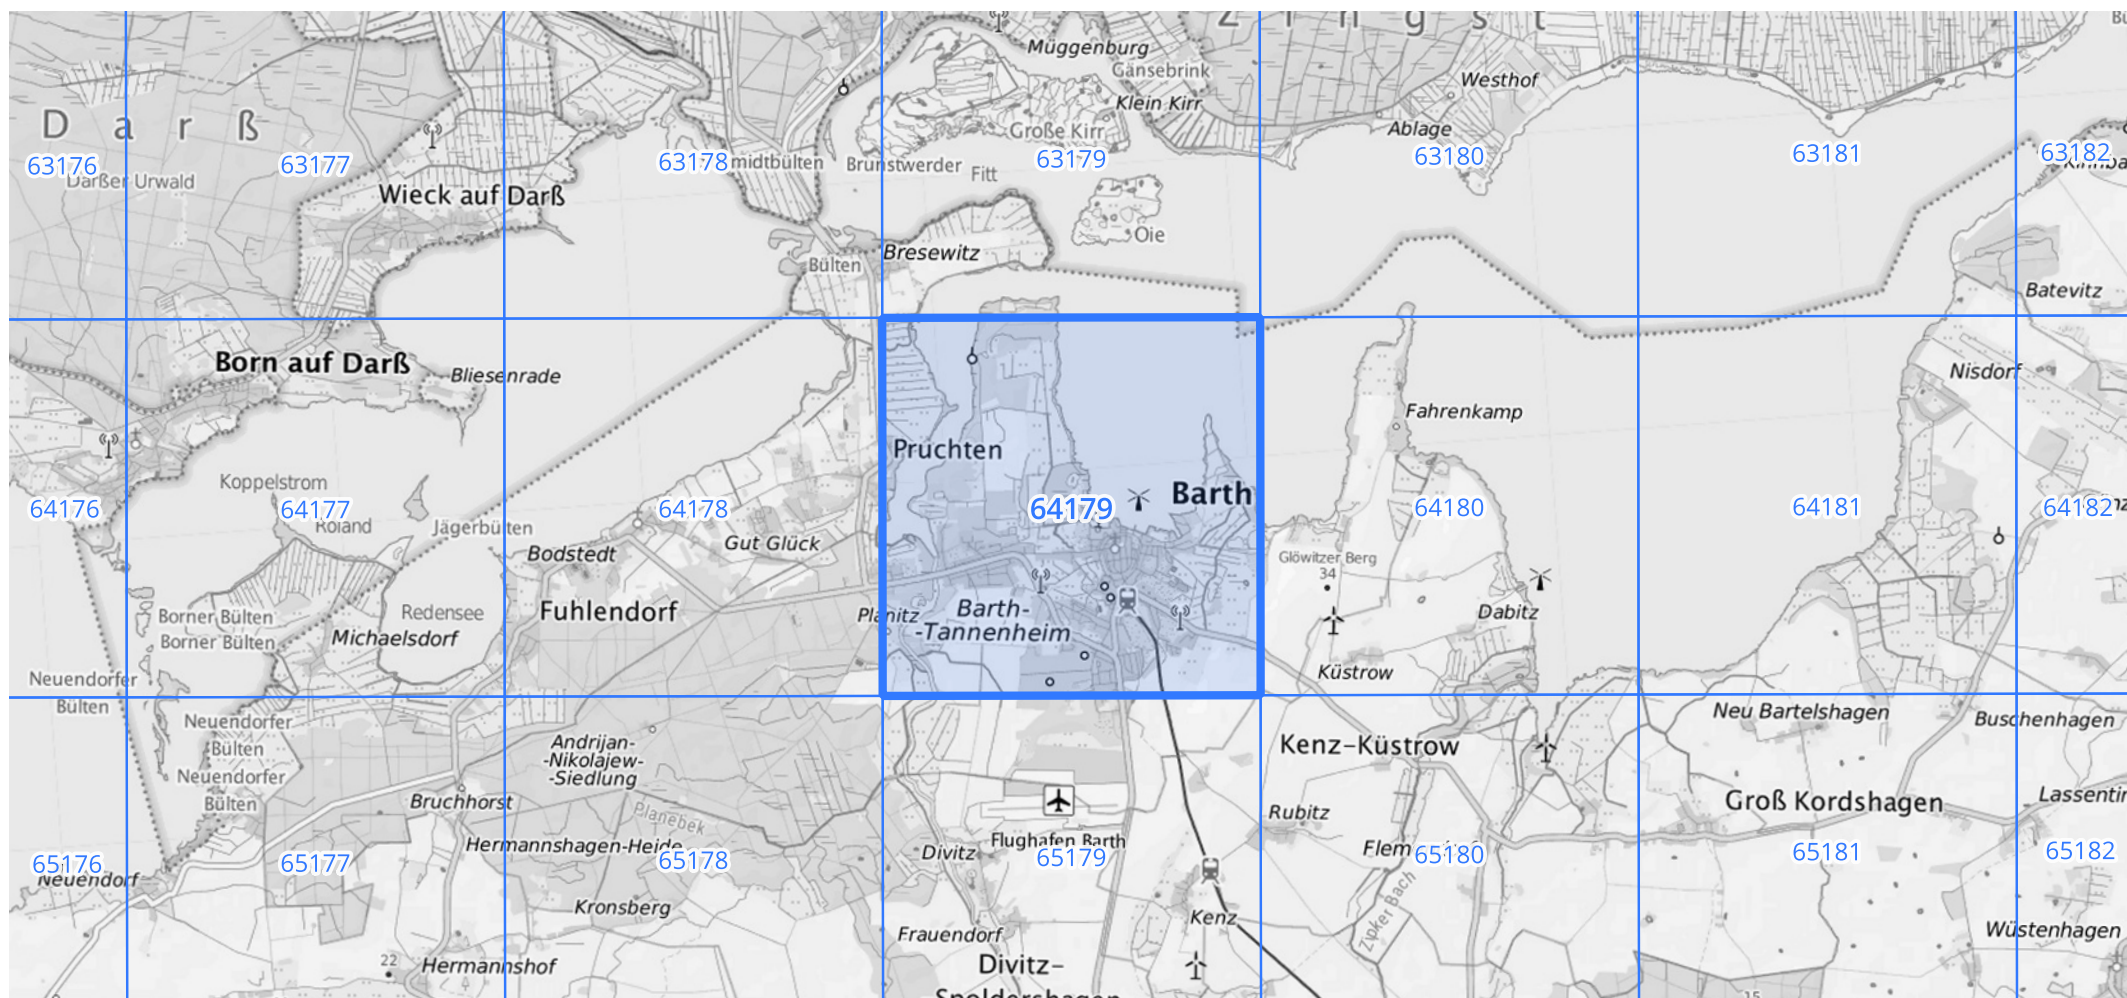 Z i n g s t
Müggenburg
Gänsebrink
Westhof
Klein Kirr
D a r ß
Große Kirr
Ablage
63176
63177
63178
midtbülten
Brunstwerder
63179
63180
63181
63182
Fitt
Darßer Urwald
Wieck auf Darß
Oie
Bresewitz
Bülten
Batevitz
Born auf Darß
Bliesenrade
Nisdorf
Fahrenkamp
Pruchten
Koppelstrom
Barth
64176
64177
64178
64179
64180
64181
64182
Roland
Jägerbülten
Gut Glück
Bodstedt
Glöwitzer Berg
34
Borner Bülten
Redensee
Fuhlendorf
Planitz
Barth-
-Tannenheim
Dabitz
Borner Bülten
Michaelsdorf
Küstrow
Neuendorfer
Bülten
Neuendorfer
Bülten
Neu Bartelshagen
Buschenhagen
Andrijan-
-Nikolajew-
-Siedlung
Kenz-Küstrow
Neuendorfer
Bülten
Bruchhorst
Planebek
Flughafen Barth
Rubitz
Groß Kordshagen
Lassentin
Hermannshagen-Heide
Divitz
Flem
65176
65177
65178
65179
65180
65181
65182
Neuendorf
Kronsberg
Kenz
Zipker Bach
Frauendorf
Wüstenhagen
22
Hermannshof
Divitz-
Spoldershagen
15